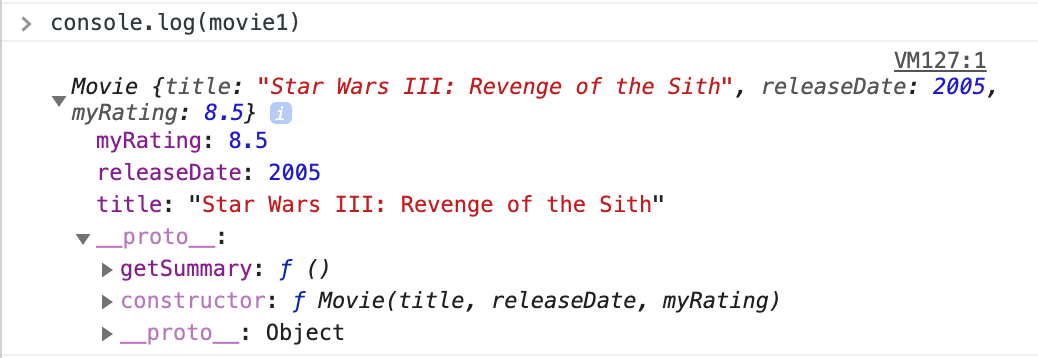 > console.log(movie1)
VM127:1
▼ Movie {title: "Star Wars III: Revenge of the Sith", releaseDate: 2005,
myRating: 8.5} i
myRating: 8.5
releaseDate: 2005
title: "Star Wars III: Revenge of the Sith"
▼ __proto__:
▶ getSummary: ƒ ()
▶ constructor: ƒ Movie(title, releaseDate, myRating)
▶ __proto__: Object